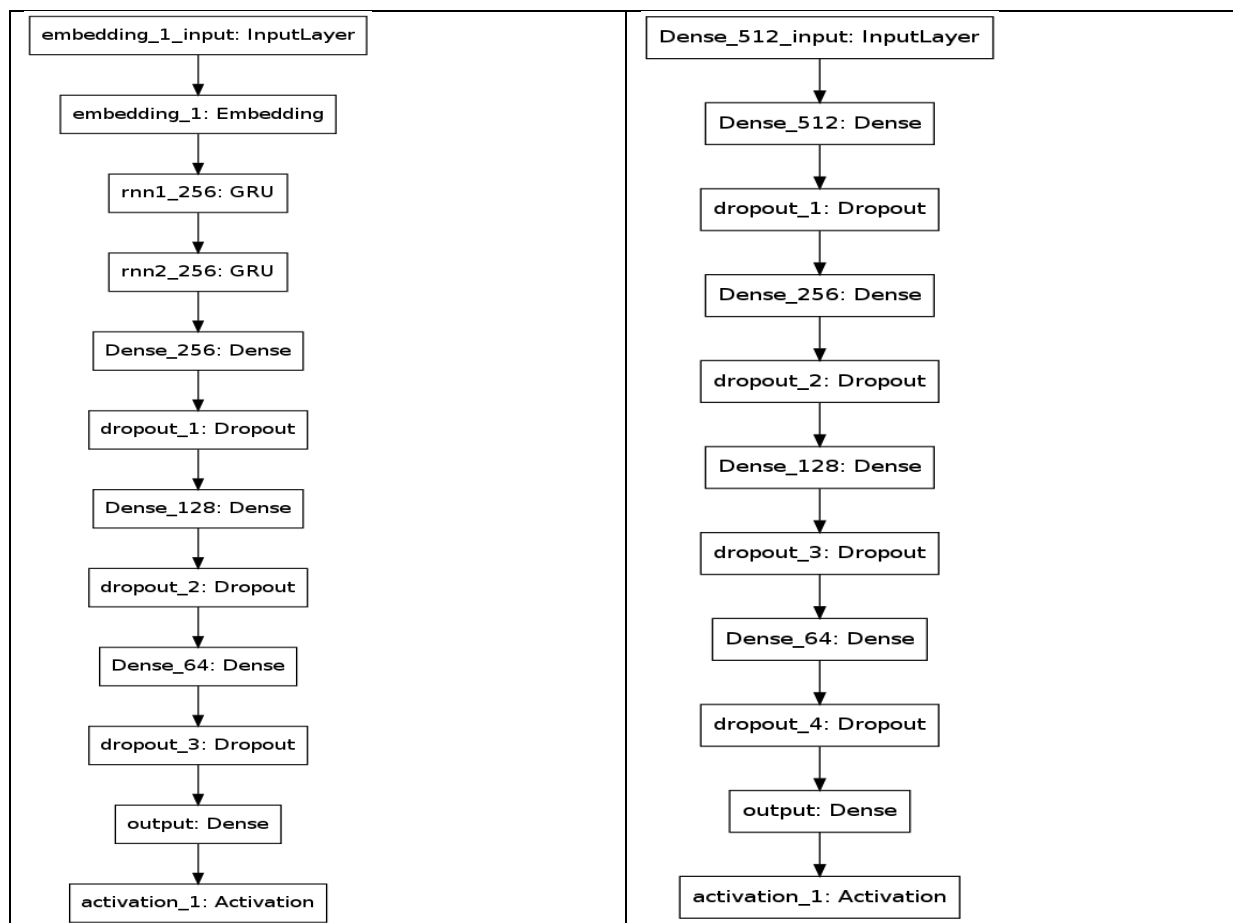 embedding_1_input: InputLayer
embedding_1: Embedding
rnn1_256: GRU
rnn2_256: GRU
Dense_256: Dense
dropout_1: Dropout
Dense_128: Dense
dropout_2: Dropout
Dense_64: Dense
dropout_3: Dropout
output: Dense
activation_1: Activation
Dense_512_input: InputLayer
Dense_512: Dense
dropout_1: Dropout
Dense_256: Dense
dropout_2: Dropout
Dense_128: Dense
dropout_3: Dropout
Dense_64: Dense
dropout_4: Dropout
output: Dense
activation_1: Activation